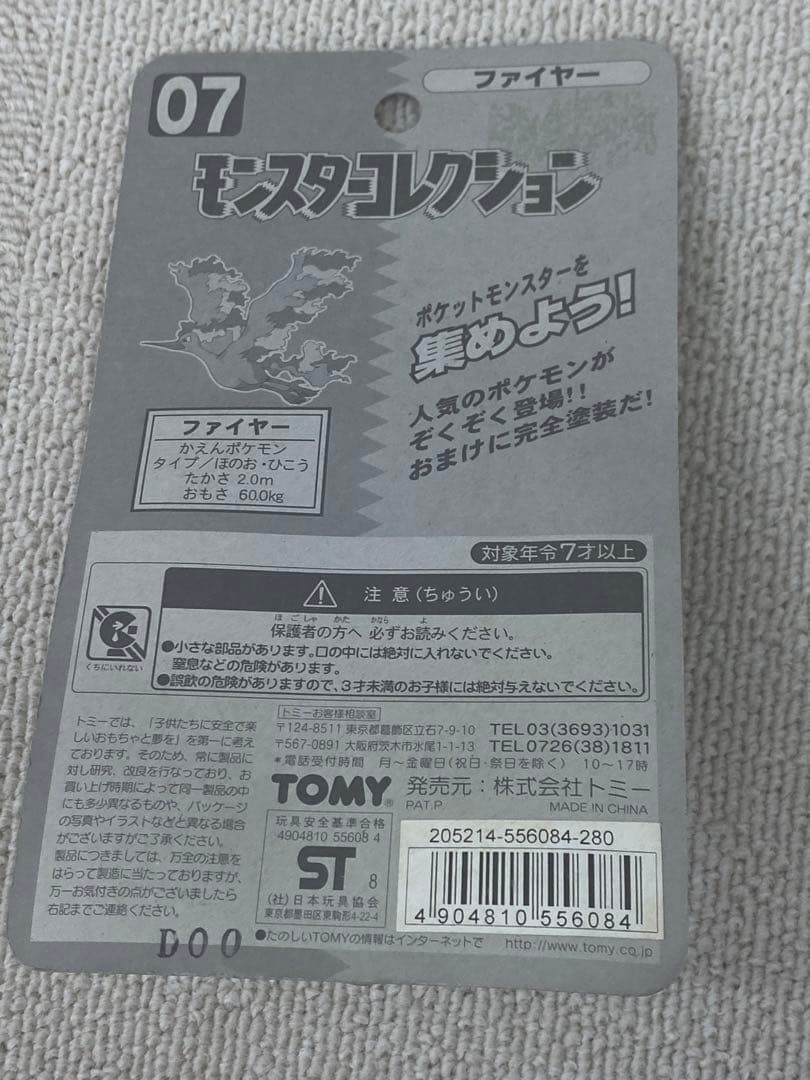 07
ファイヤー
モンスターコレクション
ポケットモンスターを
集めよう!
人気のポケモンが
ぞくぞく登場!!
おまけに完全塗装だ!
ファイヤー
かえんポケモン
タイプ/ほのお・ひこう
たかさ 2.0m
おもさ 60.0kg
対象年令7才以上
注意(ちゅうい)
ほごしゃ かた かなら よ
保護者の方へ 必ずお読みください。
●小さな部品があります。口の中には絶対に入れないでください。
窒息などの危険があります。
●誤飲の危険がありますので、3才未満のお子様には絶対与えないでください。
くちにいれない
トミーでは、「子供たちに安全で楽
しいおもちゃと夢を」を第一に考え
ております。そのため、常に製品に
対し研究、改良を行なっており、お
買い上げ時期によって同一製品の中
にも多少異なるものや、パッケージ
の写真やイラストなどと異なる場合
がございますがご了承ください。
製品につきましては、万全の注意を
はらって製造に当たっておりますが、
万一お気付きの点がございましたら
右記までご連絡ください。
トミーお客様相談室
〒124-8511 東京都葛飾区立石7-9-10 TEL03(3693)1031
〒567-0891 大阪府茨木市水尾1-1-13 TEL0726(38)1811
*電話受付時間 月~金曜日(祝日・祭日を除く) 10~17時
TOMY® 発売元:株式会社トミー
PAT.P. MADE IN CHINA
玩具安全基準合格
4904810 55608 4
ST 8
(社)日本玩具協会
東京都墨田区東駒形4-22-4
205214-556084-280
4 904810 556084
D00
●たのしいTOMYの情報はインターネットで http://www.tomy.co.jp